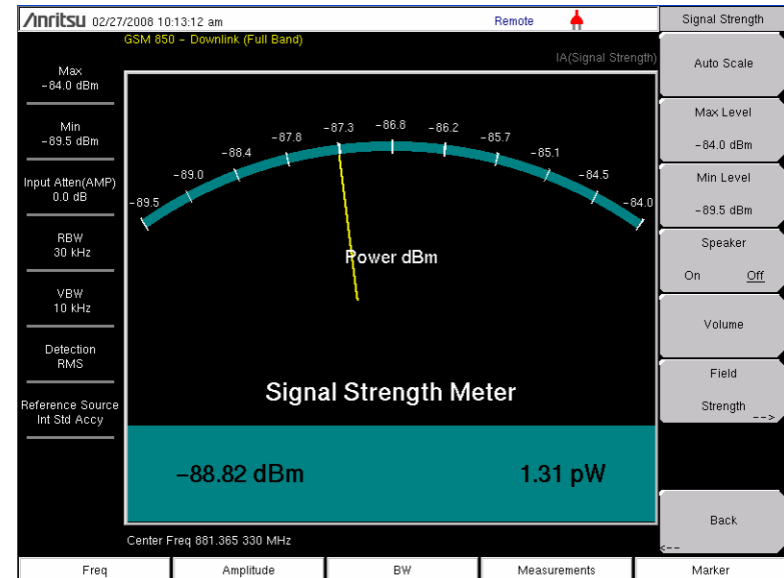 Anritsu 02/27/2008 10:13:12 am
Remote
Signal Strength
GSM 850 - Downlink (Full Band)
IA(Signal Strength)
Max
-84.0 dBm
Min
-89.5 dBm
Input Atten(AMP)
0.0 dB
RBW
30 kHz
VBW
10 kHz
Detection
RMS
Reference Source
Int Std Accy
-89.5
-89.0
-88.4
-87.8
-87.3
-86.8
-86.2
-85.7
-85.1
-84.5
-84.0
Power dBm
Signal Strength Meter
-88.82 dBm
1.31 pW
Center Freq 881.365 330 MHz
Auto Scale
Max Level
-84.0 dBm
Min Level
-89.5 dBm
Speaker
On Off
Volume
Field
Strength
-->
Back
<--
Freq
Amplitude
BW
Measurements
Marker